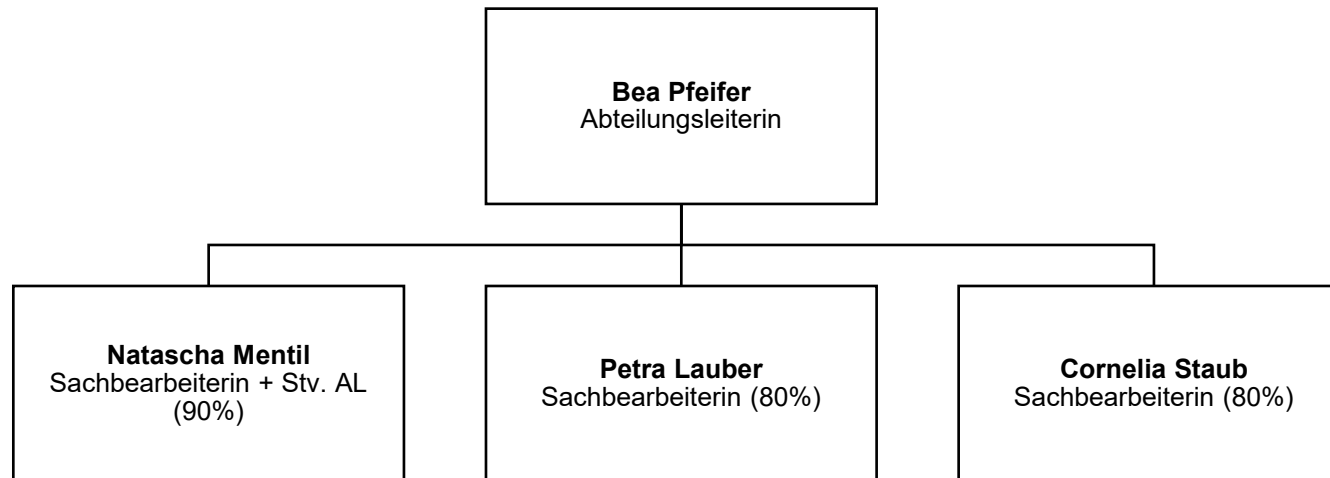 Bea Pfeifer
Abteilungsleiterin
Natascha Mentil
Sachbearbeiterin + Stv. AL
(90%)
Petra Lauber
Sachbearbeiterin (80%)
Cornelia Staub
Sachbearbeiterin (80%)